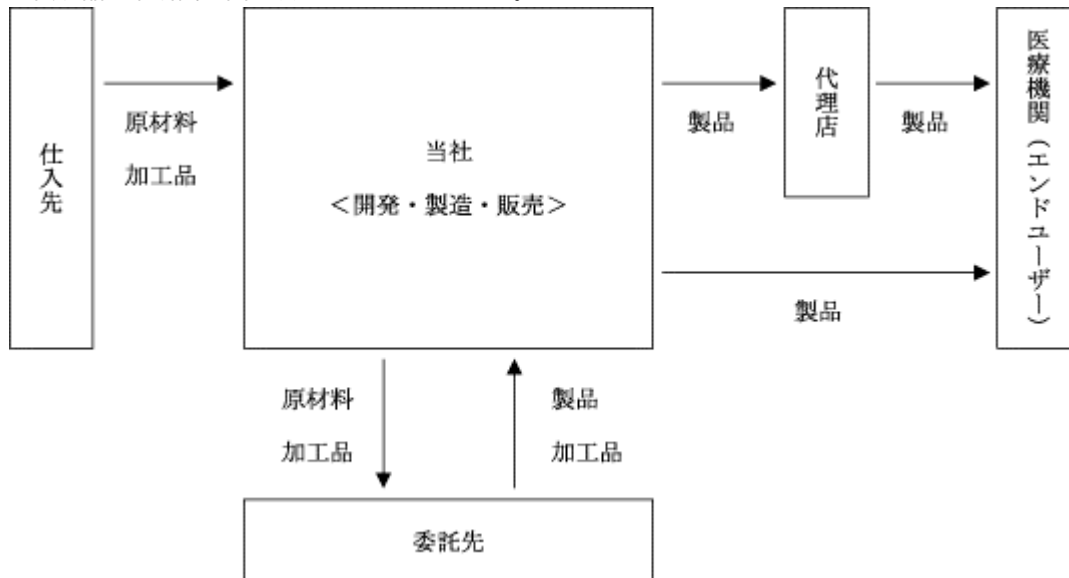 仕入先
原材料
加工品
当社
＜開発・製造・販売＞
製品
代理店
製品
医療機関（エンドユーザー）
製品
原材料
加工品
製品
加工品
委託先